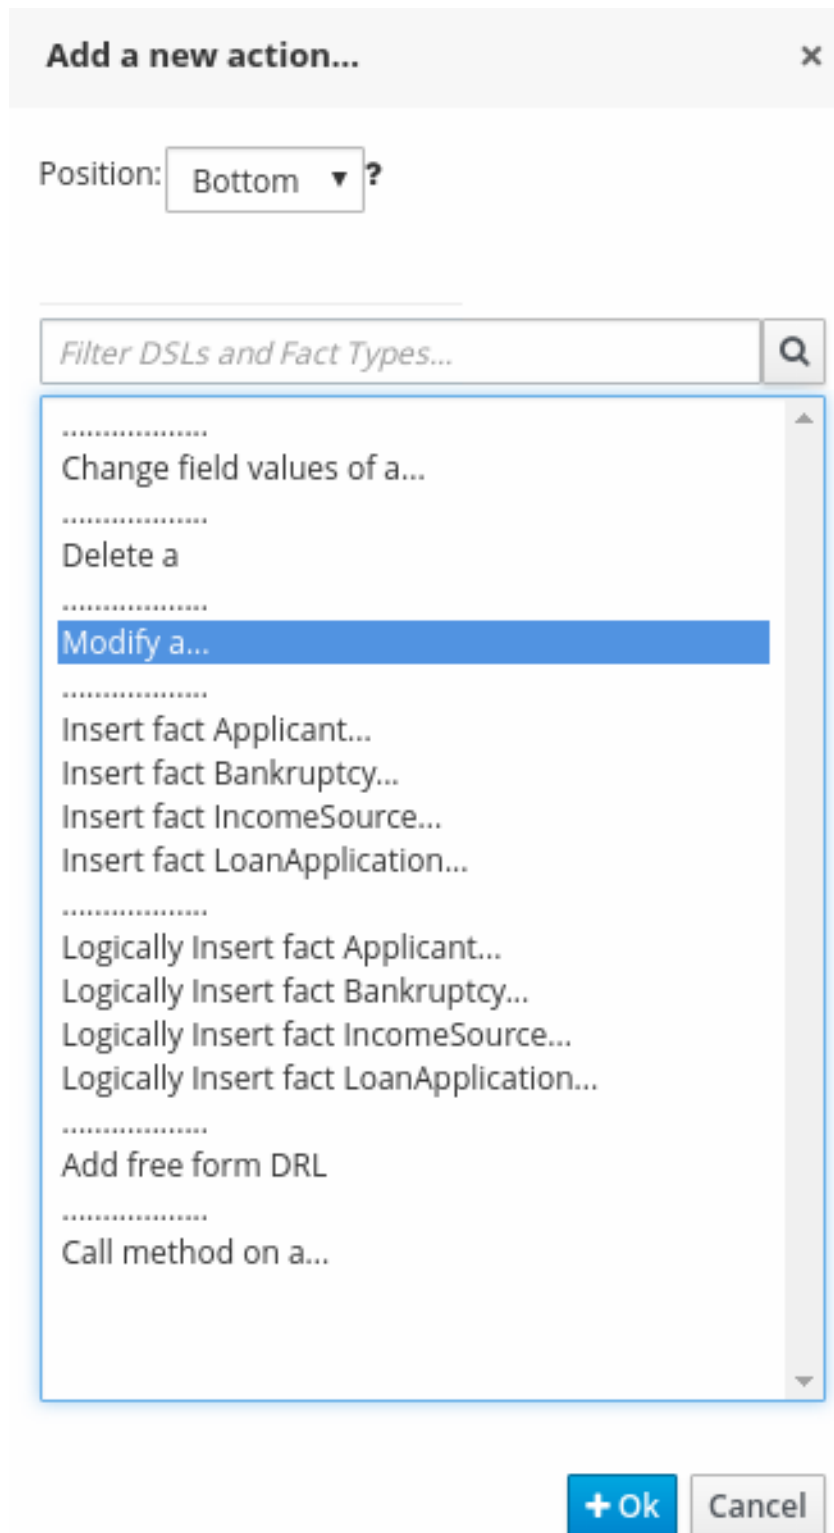 Add a new action... ×
Position: Bottom ▼ ?
Filter DSLs and Fact Types...
..................
Change field values of a...
..................
Delete a
..................
Modify a...
..................
Insert fact Applicant...
Insert fact Bankruptcy...
Insert fact IncomeSource...
Insert fact LoanApplication...
..................
Logically Insert fact Applicant...
Logically Insert fact Bankruptcy...
Logically Insert fact IncomeSource...
Logically Insert fact LoanApplication...
..................
Add free form DRL
..................
Call method on a...
+ Ok Cancel